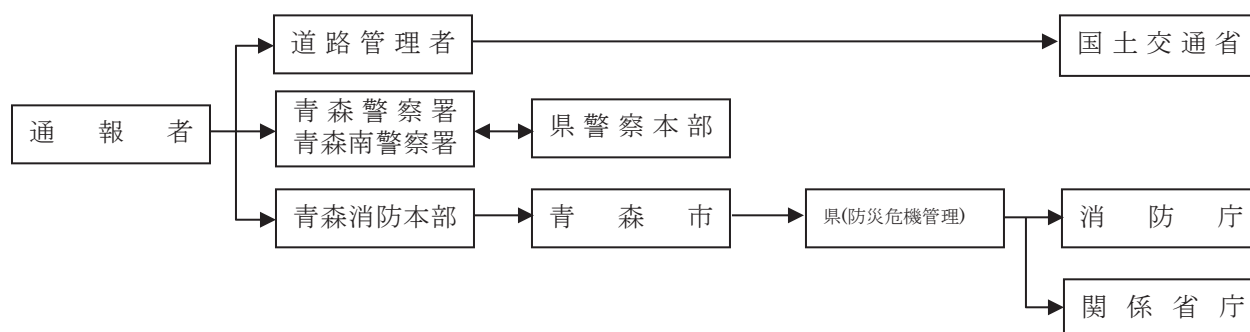 道路管理者
国土交通省
通報者
青森警察署
青森南警察署
県警察本部
青森消防本部
青森市
県(防災危機管理)
消防庁
関係省庁